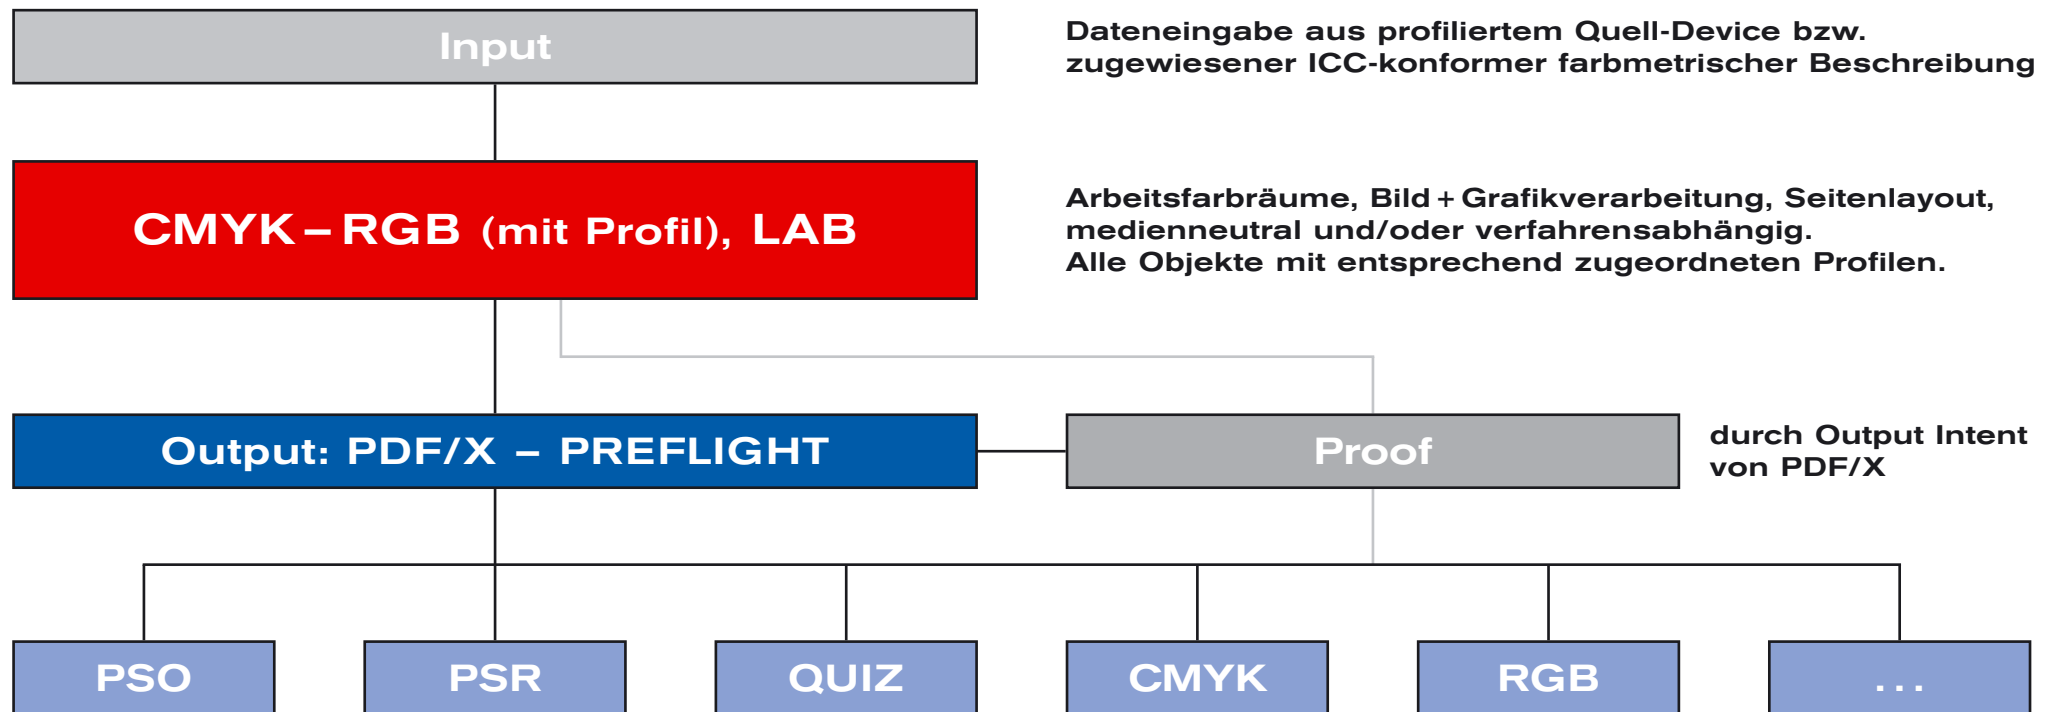 Input
Dateneingabe aus profiliertem Quell-Device bzw.
zugewiesener ICC-konformer farbmetrischer Beschreibung
CMYK – RGB (mit Profil), LAB
Arbeitsfarbräume, Bild + Grafikverarbeitung, Seitenlayout,
medienneutral und/oder verfahrensabhängig.
Alle Objekte mit entsprechend zugeordneten Profilen.
Output: PDF/X – PREFLIGHT
Proof
durch Output Intent
von PDF/X
PSO
PSR
QUIZ
CMYK
RGB
...